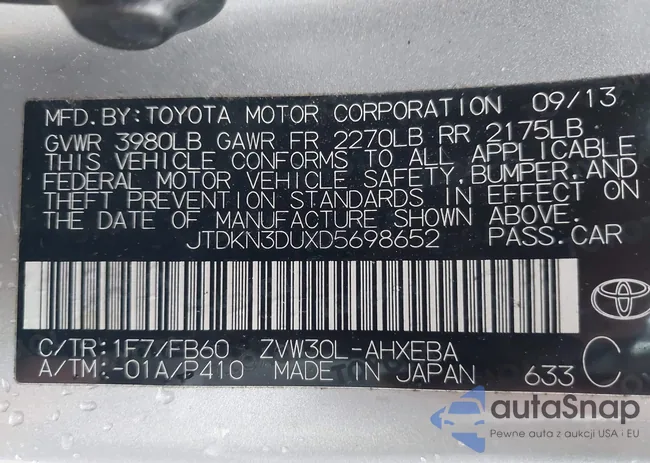 MFD.BY:TOYOTA MOTOR CORPORATION 09/13
GVWR 3980LB GAWR FR 2270LB RR 2175LB
THIS VEHICLE CONFORMS TO ALL APPLICABLE
FEDERAL MOTOR VEHICLE SAFETY,BUMPER,AND
THEFT PREVENTION STANDARDS IN EFFECT ON
THE DATE OF MANUFACTURE SHOWN ABOVE.
JTDKN3DUXD5698652 PASS.CAR
C/TR:1F7/FB60 ZVW30L-AHXEBA
A/TM:-01A/P410 MADE IN JAPAN 633 C
autaSnap
Pewne auta z aukcji USA i EU